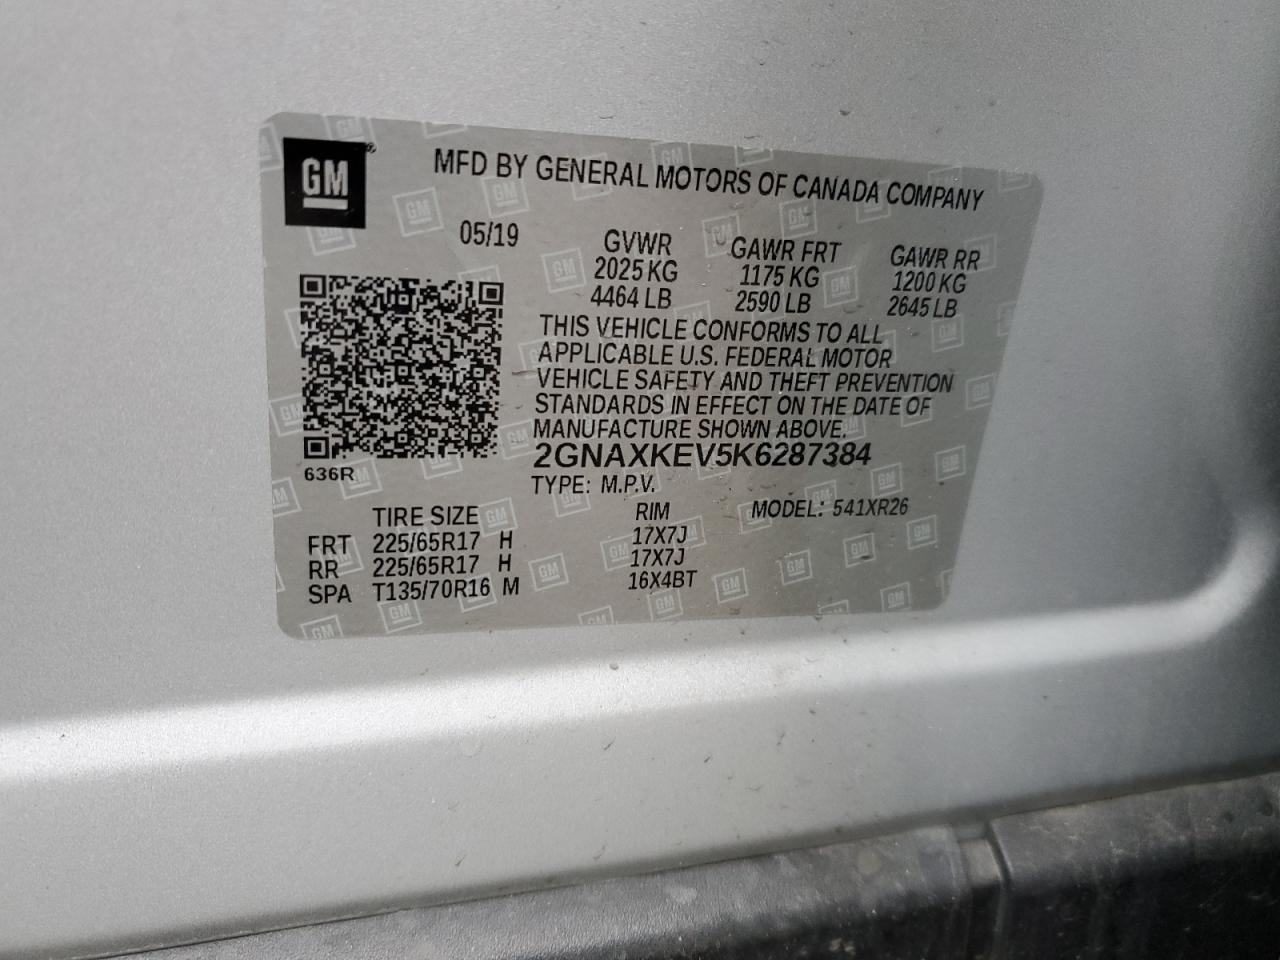 GM
MFD BY GENERAL MOTORS OF CANADA COMPANY
05/19
GVWR GAWR FRT GAWR RR
2025 KG 1175 KG 1200 KG
4464 LB 2590 LB 2645 LB
THIS VEHICLE CONFORMS TO ALL
APPLICABLE U.S. FEDERAL MOTOR
VEHICLE SAFETY AND THEFT PREVENTION
STANDARDS IN EFFECT ON THE DATE OF
MANUFACTURE SHOWN ABOVE.
2GNAXKEV5K6287384
636R
TYPE: M.P.V.
MODEL: 541XR26
TIRE SIZE RIM
FRT 225/65R17 H 17X7J
RR 225/65R17 H 17X7J
SPA T135/70R16 M 16X4BT